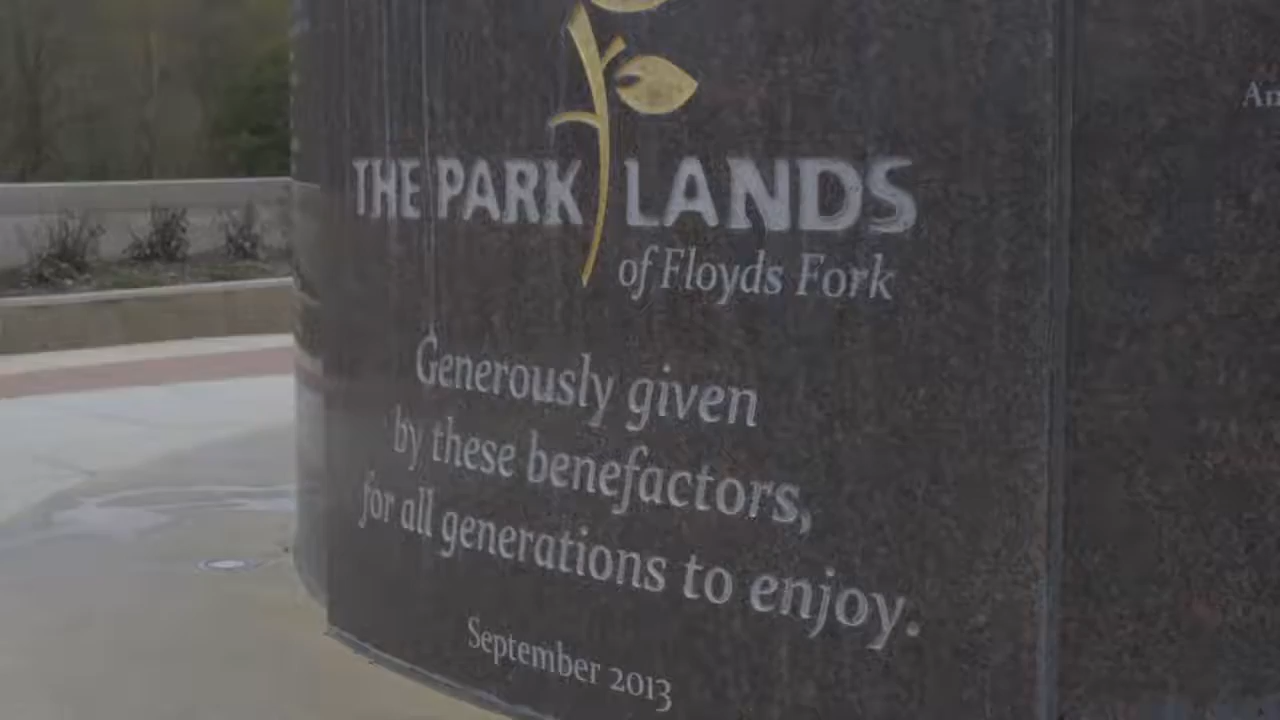 THE PARK LANDS
of Floyds Fork
Generously given
by these benefactors,
for all generations to enjoy.
September 2013